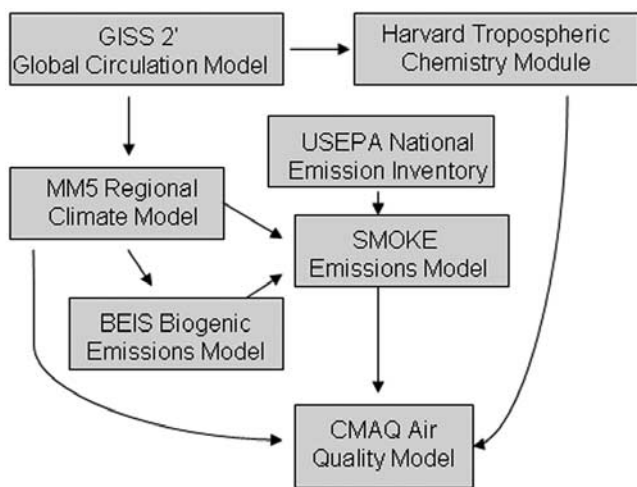 GISS 2'
Global Circulation Model
Harvard Tropospheric
Chemistry Module
USEPA National
Emission Inventory
MM5 Regional
Climate Model
SMOKE
Emissions Model
BEIS Biogenic
Emissions Model
CMAQ Air
Quality Model